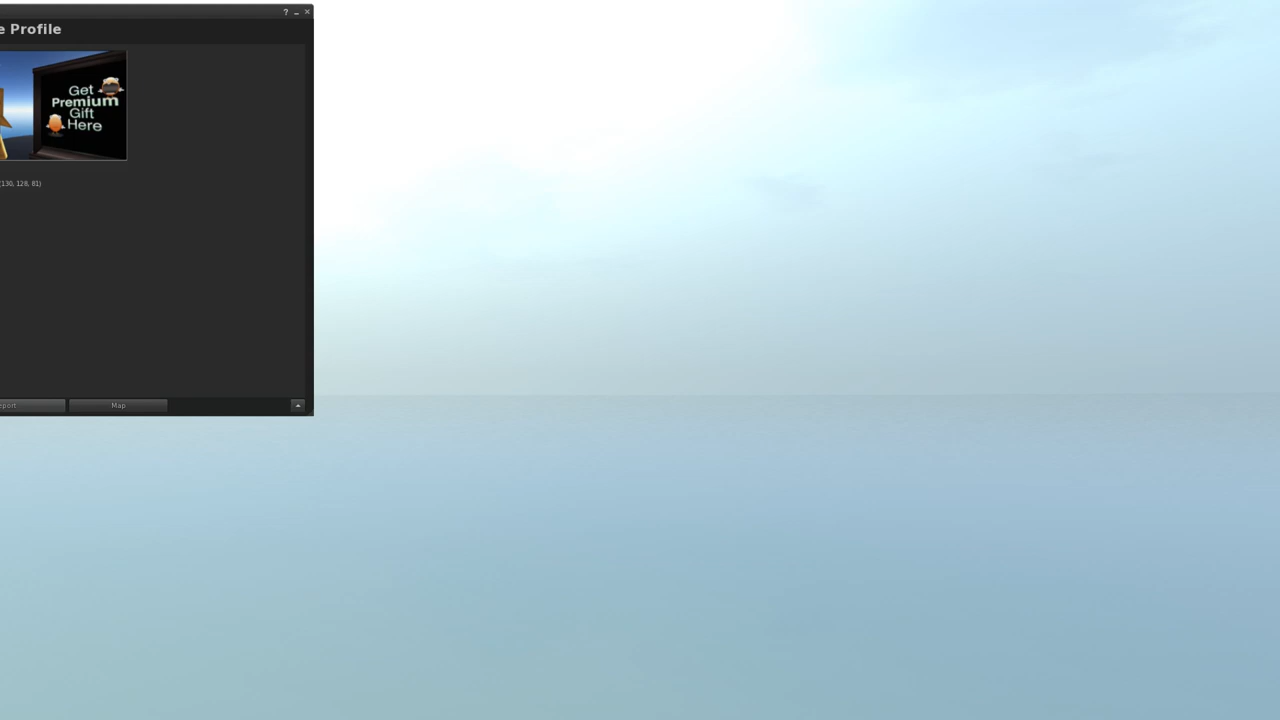 ? _ ×
e Profile
Get
Premium
Gift
Here
(130, 128, 81)
eport
Map